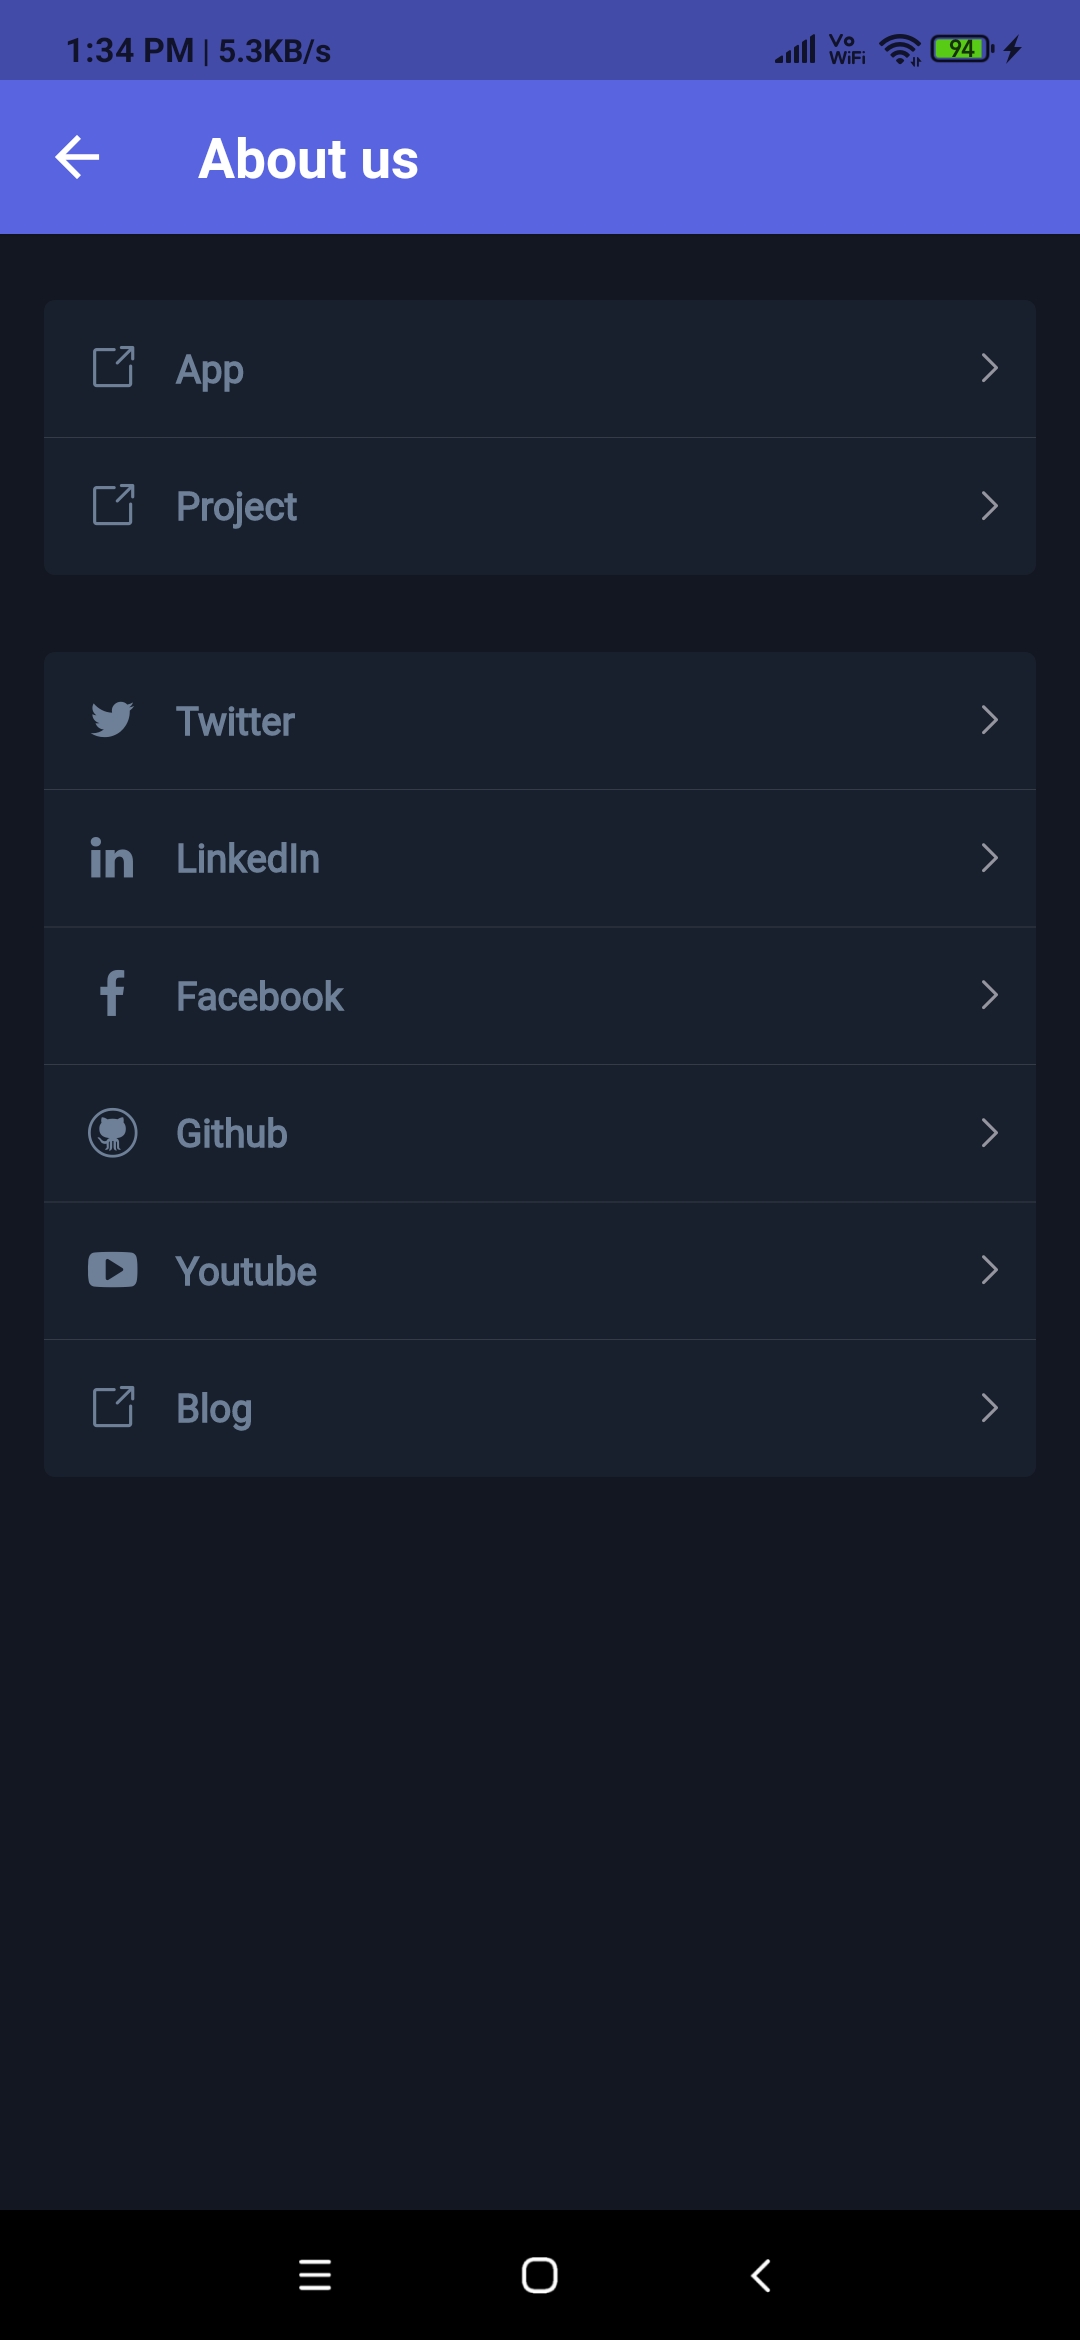 1:34 PM | 5.3KB/s
Vo
WiFi
94
About us
App
Project
Twitter
LinkedIn
Facebook
Github
Youtube
Blog